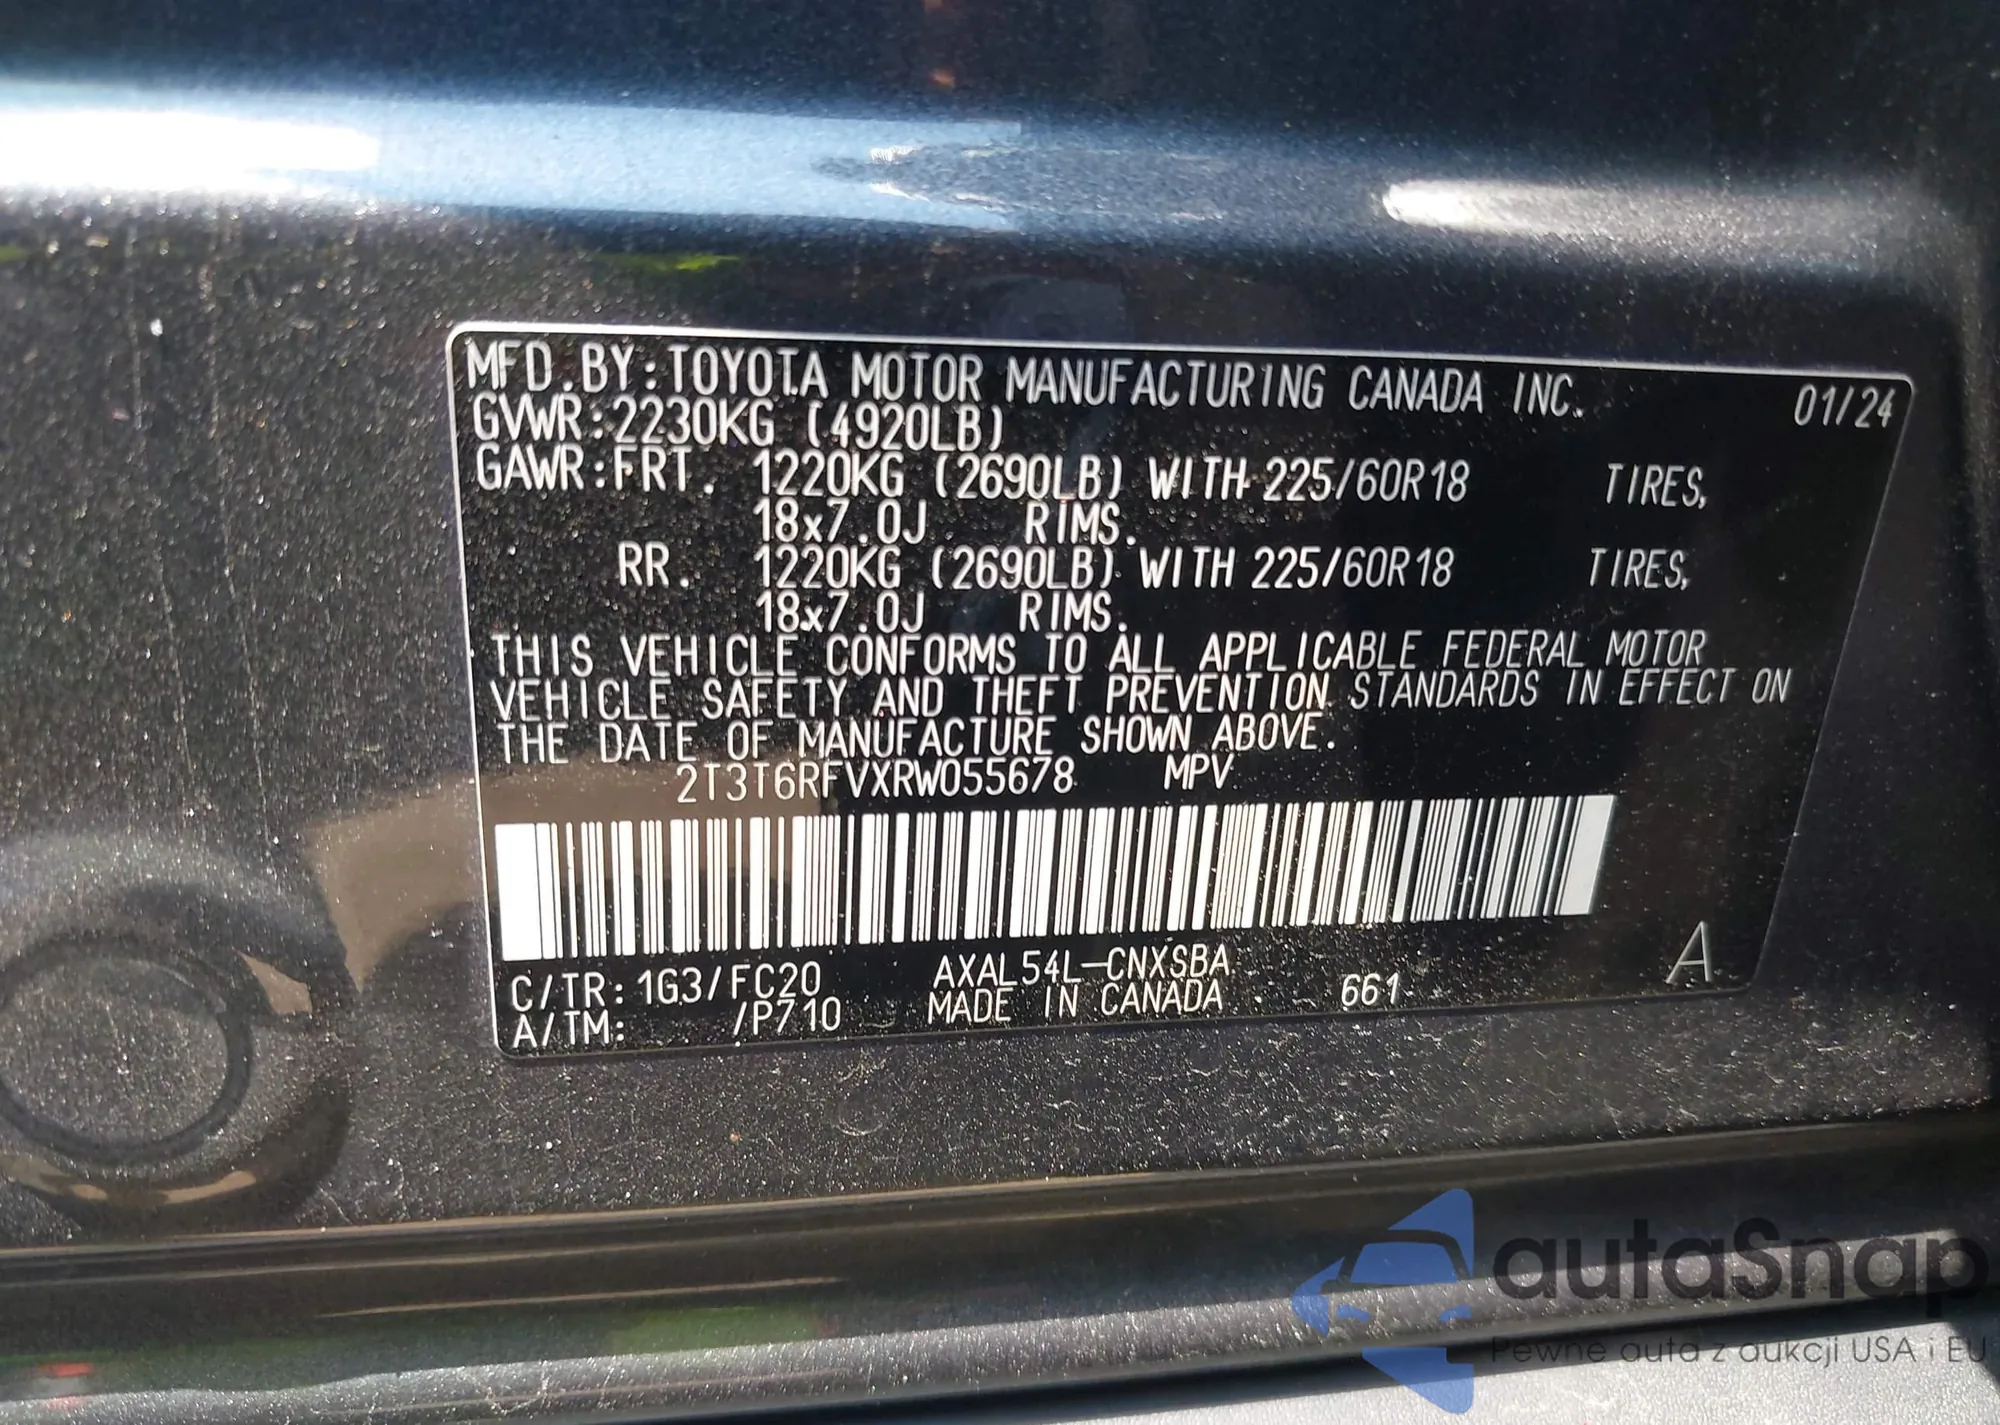 MFD.BY:TOYOTA MOTOR MANUFACTURING CANADA INC. 01/24
GVWR:2230KG (4920LB)
GAWR:FRT. 1220KG (2690LB) WITH 225/60R18 TIRES,
18x7.0J RIMS.
RR. 1220KG (2690LB) WITH 225/60R18 TIRES,
18x7.0J RIMS.
THIS VEHICLE CONFORMS TO ALL APPLICABLE FEDERAL MOTOR
VEHICLE SAFETY AND THEFT PREVENTION STANDARDS IN EFFECT ON
THE DATE OF MANUFACTURE SHOWN ABOVE.
2T3T6RFVXRW055678 MPV
C/TR:1G3/FC20 AXAL54L-CNXSBA A
A/TM: /P710 MADE IN CANADA 661
autaSnap
Pewne auta z aukcji USA i EU